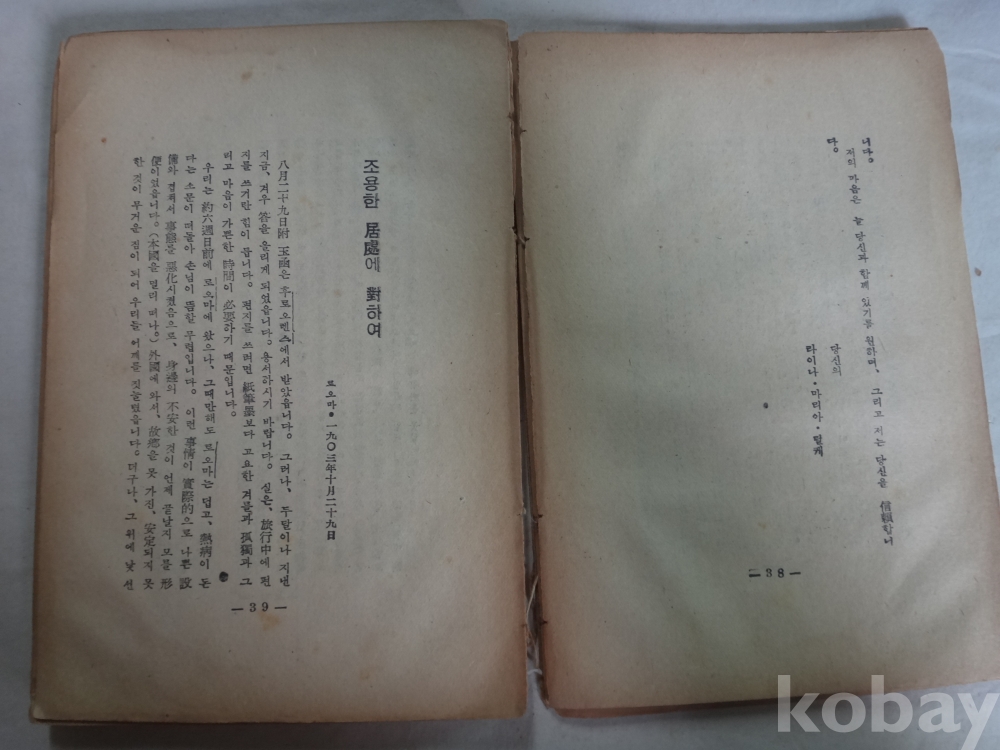 니다。
저의 마음은 늘 당신과 함께 있기를 원하며、그리고 저는 당신을 信賴합니
다。
당신의
라이나・마리아・릴케
—38—
조용한 居處에 對하여
로으마・一九〇三年十月二十九日
八月二十九日附 玉函은 후로오렌스에서 받았읍니다。그러나、두달이나 지낸
지금、겨우 答을 올리게 되었읍니다。용서하시기 바랍니다。실은、旅行中에 편
지를 쓰기란 힘이 듭니다。편지를 쓰려면 紙筆墨보다 고요한 겨를과 孤獨과 그
리고 마음이 가쁜한 時間이 必要하기 때문입니다。
우리는 約六週日前에 로으마에 왔으나、그때만해도 로으마는 덥고、熱病이 돈
다는 소문이 떠돌아 손님이 뜸할 무렵입니다。이런 事情이 實際的으로 나쁜 設
備와 겹쳐서 事態를 惡化시켰음으로、身邊의 不安한 것이 언제 끝날지 모를 形
便이었읍니다。(本國을 멀리 떠나。)外國에 와서、故鄕을 못 가진、安定되지 못
한 것이 무거운 짐이 되어 우리들 어깨를 짓눌렀읍니다。더구나、그 위에 낯 선
—39—
kobay